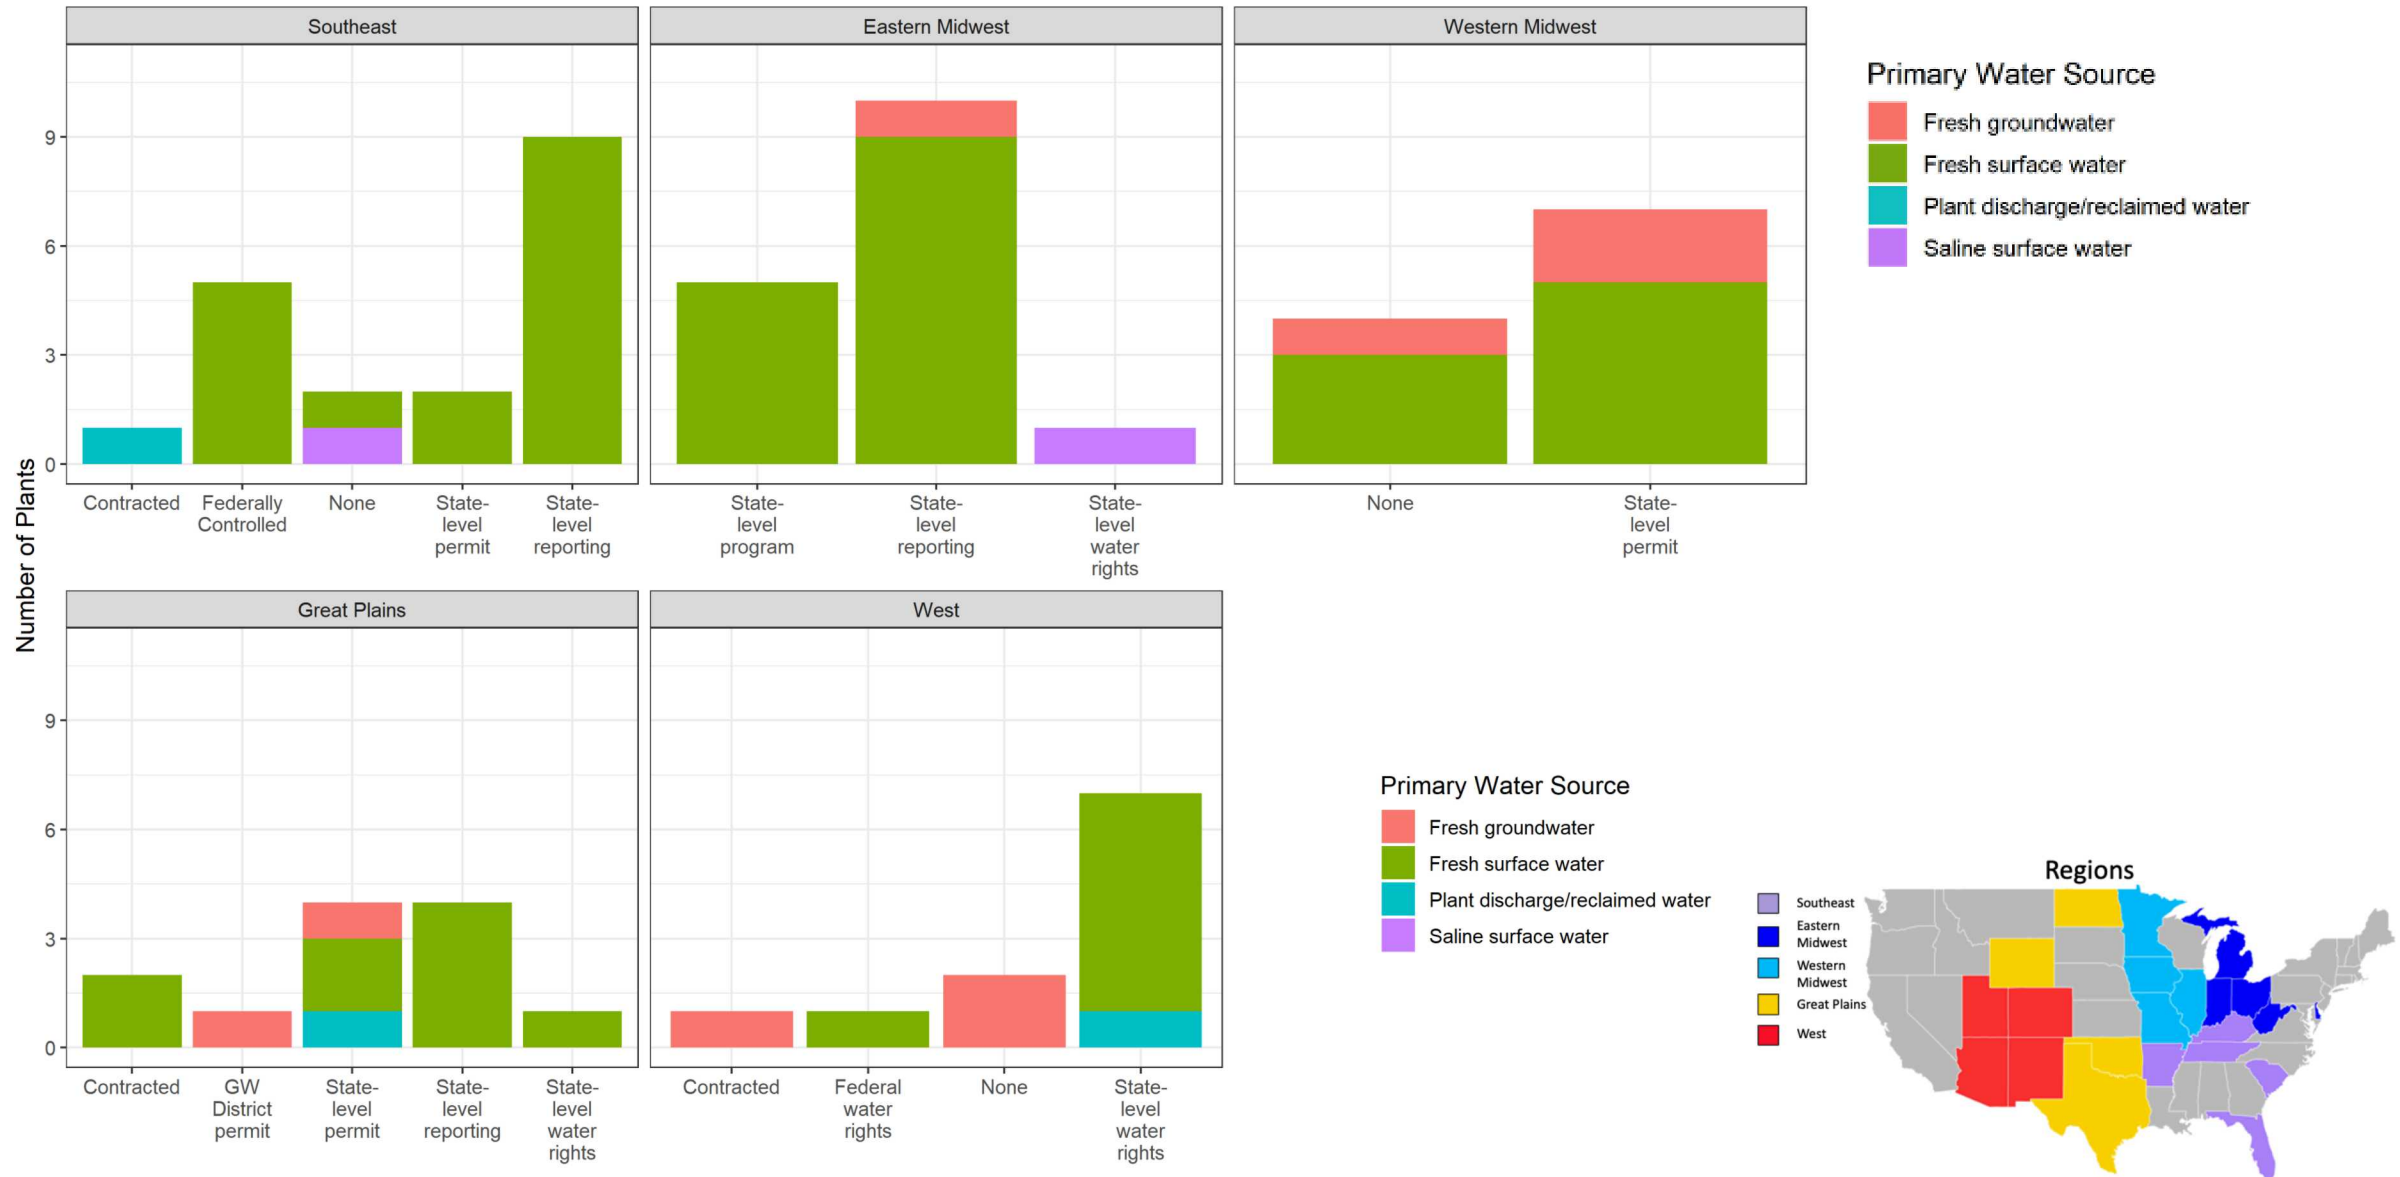 Southeast
Eastern Midwest
Western Midwest
Primary Water Source
Fresh groundwater
Fresh surface water
Plant discharge/reclaimed water
Saline surface water
Number of Plants
9
6
3
0
Contracted
Federally
Controlled
None
State-
level
permit
State-
level
reporting
State-
level
program
State-
level
reporting
State-
level
water
rights
None
State-
level
permit
Great Plains
West
9
6
3
0
Contracted
GW
District
permit
State-
level
permit
State-
level
reporting
State-
level
water
rights
Contracted
Federal
water
rights
None
State-
level
water
rights
Primary Water Source
Fresh groundwater
Fresh surface water
Plant discharge/reclaimed water
Saline surface water
Regions
Southeast
Eastern
Midwest
Western
Midwest
Great Plains
West